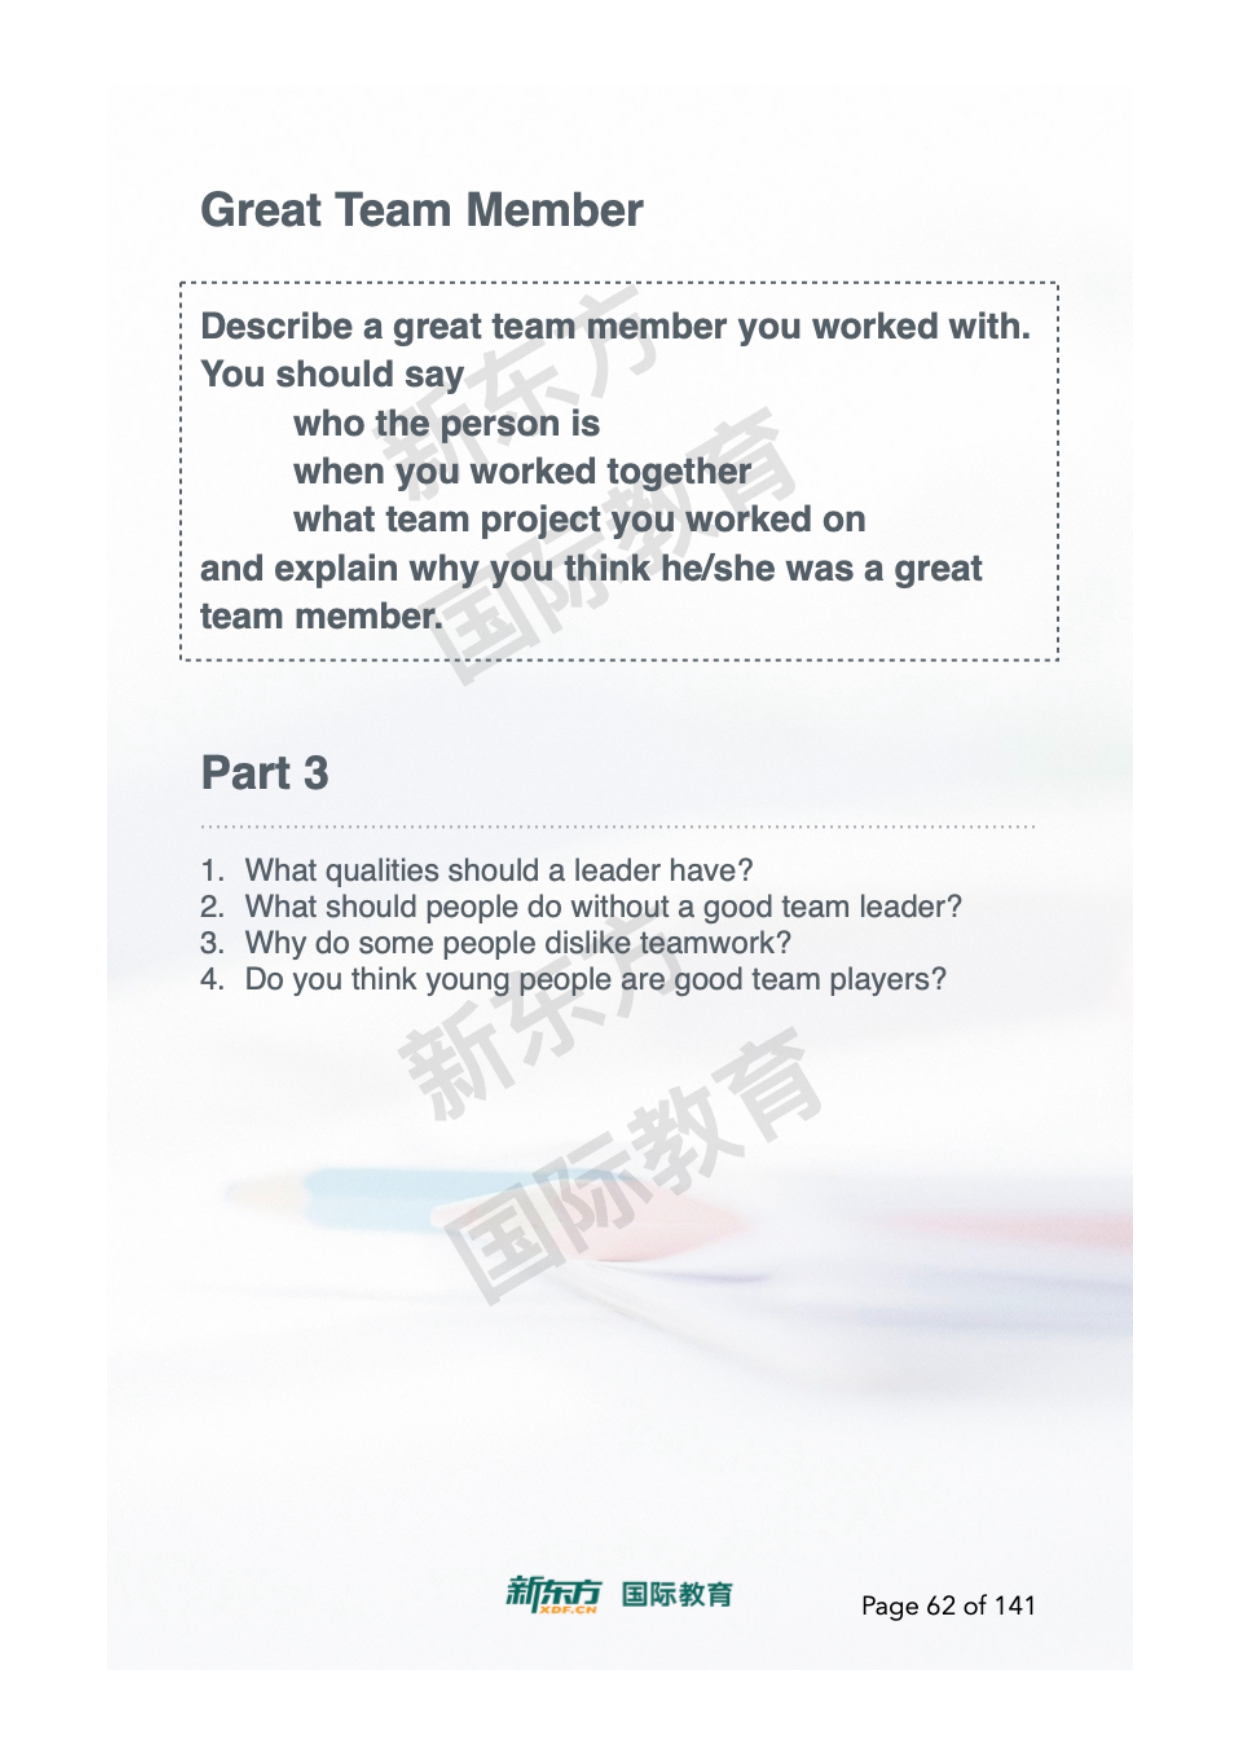 Great Team Member
Describe a great team member you worked with.
You should say
who the person is
when you worked together
what team project you worked on
and explain why you think he/she was a great
team member.
新东方
国际教育
Part 3
1. What qualities should a leader have?
2. What should people do without a good team leader?
3. Why do some people dislike teamwork?
4. Do you think young people are good team players?
新东方
国际教育
新东方 XDF.CN 国际教育
Page 62 of 141